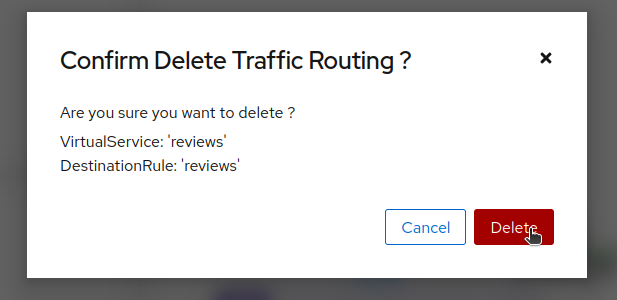 Confirm Delete Traffic Routing ?
Are you sure you want to delete ?
VirtualService: 'reviews'
DestinationRule: 'reviews'
Cancel
Delete